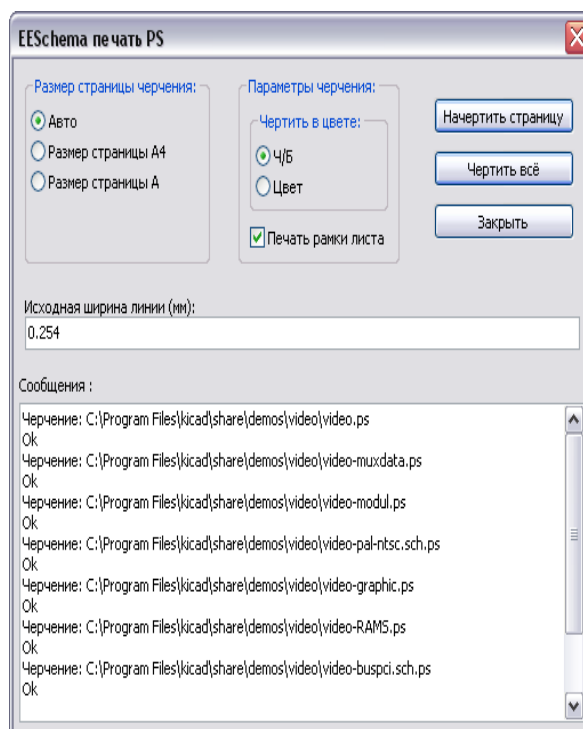 EESchema печать PS
Размер страницы черчения:
Авто
Размер страницы А4
Размер страницы А
Параметры черчения:
Чертить в цвете:
Ч/Б
Цвет
Печать рамки листа
Начертить страницу
Чертить всё
Закрыть
Исходная ширина линии (мм):
0.254
Сообщения :
Черчение: C:\Program Files\kicad\share\demos\video\video.ps
Ok
Черчение: C:\Program Files\kicad\share\demos\video\video-muxdata.ps
Ok
Черчение: C:\Program Files\kicad\share\demos\video\video-modul.ps
Ok
Черчение: C:\Program Files\kicad\share\demos\video\video-pal-ntsc.sch.ps
Ok
Черчение: C:\Program Files\kicad\share\demos\video\video-graphic.ps
Ok
Черчение: C:\Program Files\kicad\share\demos\video\video-RAMS.ps
Ok
Черчение: C:\Program Files\kicad\share\demos\video\video-buspci.sch.ps
Ok